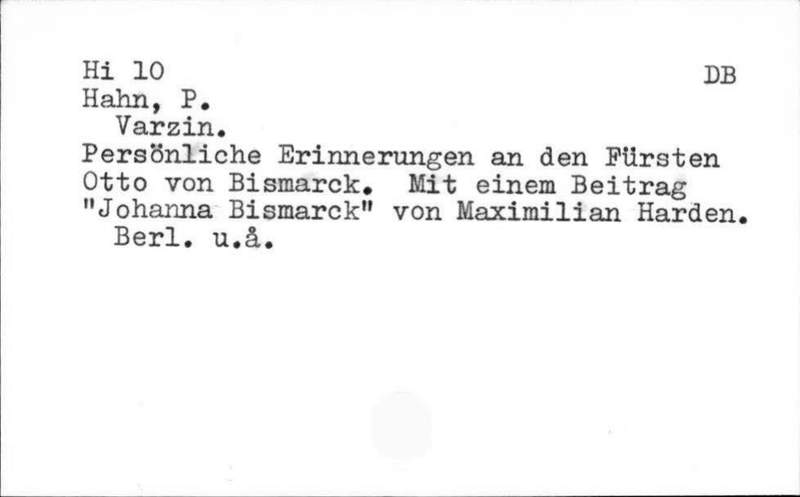 Hi 10 DB
Hahn, P.
Varzin.
Persönliche Erinnerungen an den Fürsten
Otto von Bismarck. Mit einem Beitrag
"Johanna Bismarck" von Maximilian Harden.
Berl. u.å.